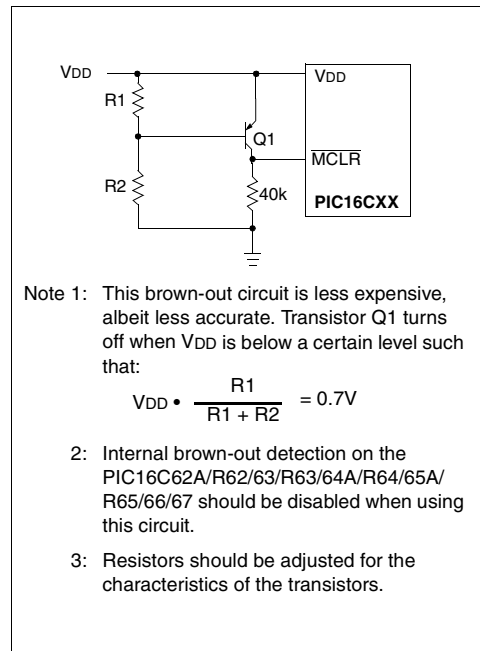 VDD
VDD
R1
Q1
MCLR
R2
40k
PIC16CXX
Note 1: This brown-out circuit is less expensive,
albeit less accurate. Transistor Q1 turns
off when VDD is below a certain level such
that:
VDD • R1 / R1 + R2 = 0.7V
2: Internal brown-out detection on the
PIC16C62A/R62/63/R63/64A/R64/65A/
R65/66/67 should be disabled when using
this circuit.
3: Resistors should be adjusted for the
characteristics of the transistors.